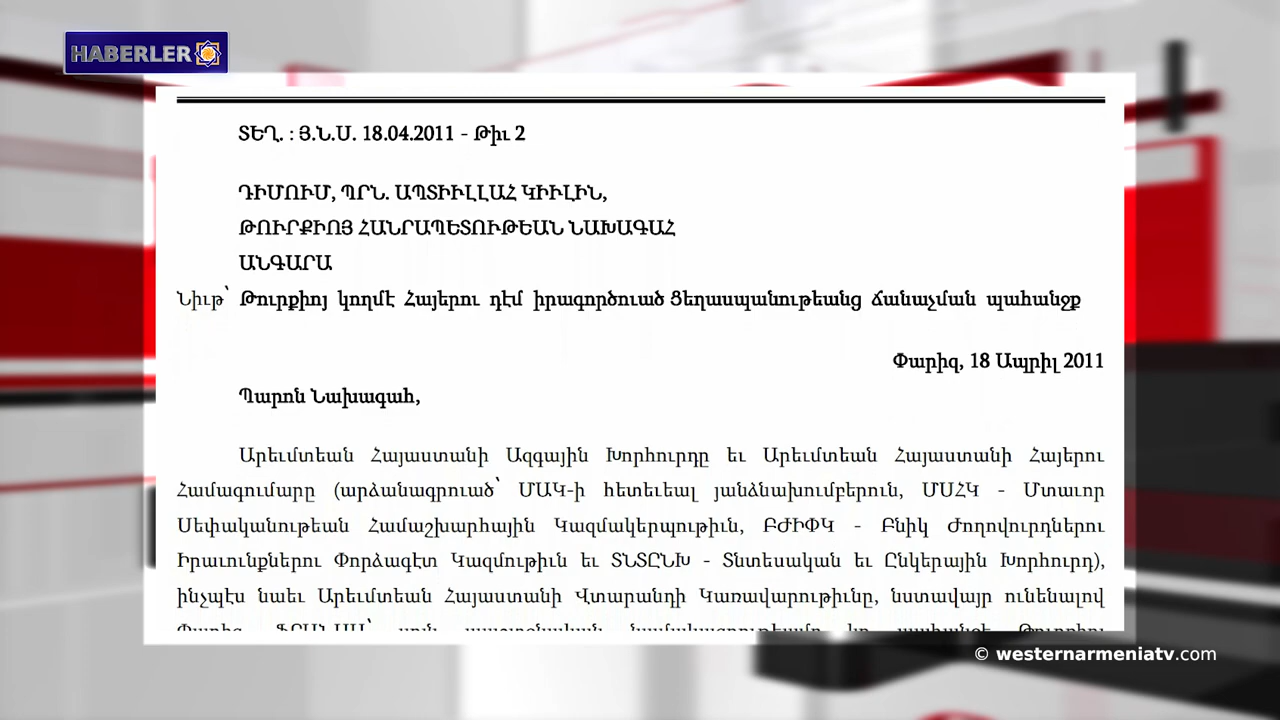 HABERLER
ՏԵՂ. : Յ.Ն.Ս. 18.04.2011 - Թիւ 2
ԴԻՄՈՒՄ, ՊՐՆ. ԱՊՏԻՒԼԼԱՀ ԿԻՒԼԻՆ,
ԹՈՒՐՔԻՈՅ ՀԱՆՐԱՊԵՏՈՒԹԵԱՆ ՆԱԽԱԳԱՀ
ԱՆԳԱՐԱ
Նիւթ՝ Թուրքիոյ կողմէ Հայերու դէմ իրագործուած Ցեղասպանութեանց ճանաչման պահանջք
Փարիզ, 18 Ապրիլ 2011
Պարոն Նախագահ,
Արեւմտեան Հայաստանի Ազգային Խորհուրդը եւ Արեւմտեան Հայաստանի Հայերու
Համագումարը (արձանագրուած՝ ՄԱԿ-ի հետեւեալ յանձնախումբերուն, ՄՍՀԿ - Մտաւոր
Սեփականութեան Համաշխարհային Կազմակերպութիւն, ԲԺԻՓԿ - Բնիկ Ժողովուրդներու
Իրաւունքներու Փորձագէտ Կազմութիւն եւ ՏՆՏԸՆԽ - Տնտեսական եւ Ընկերային Խորհուրդ),
ինչպէս նաեւ Արեւմտեան Հայաստանի Վտարանդի Կառավարութիւնը, նստավայր ունենալով
© westernarmeniatv.com